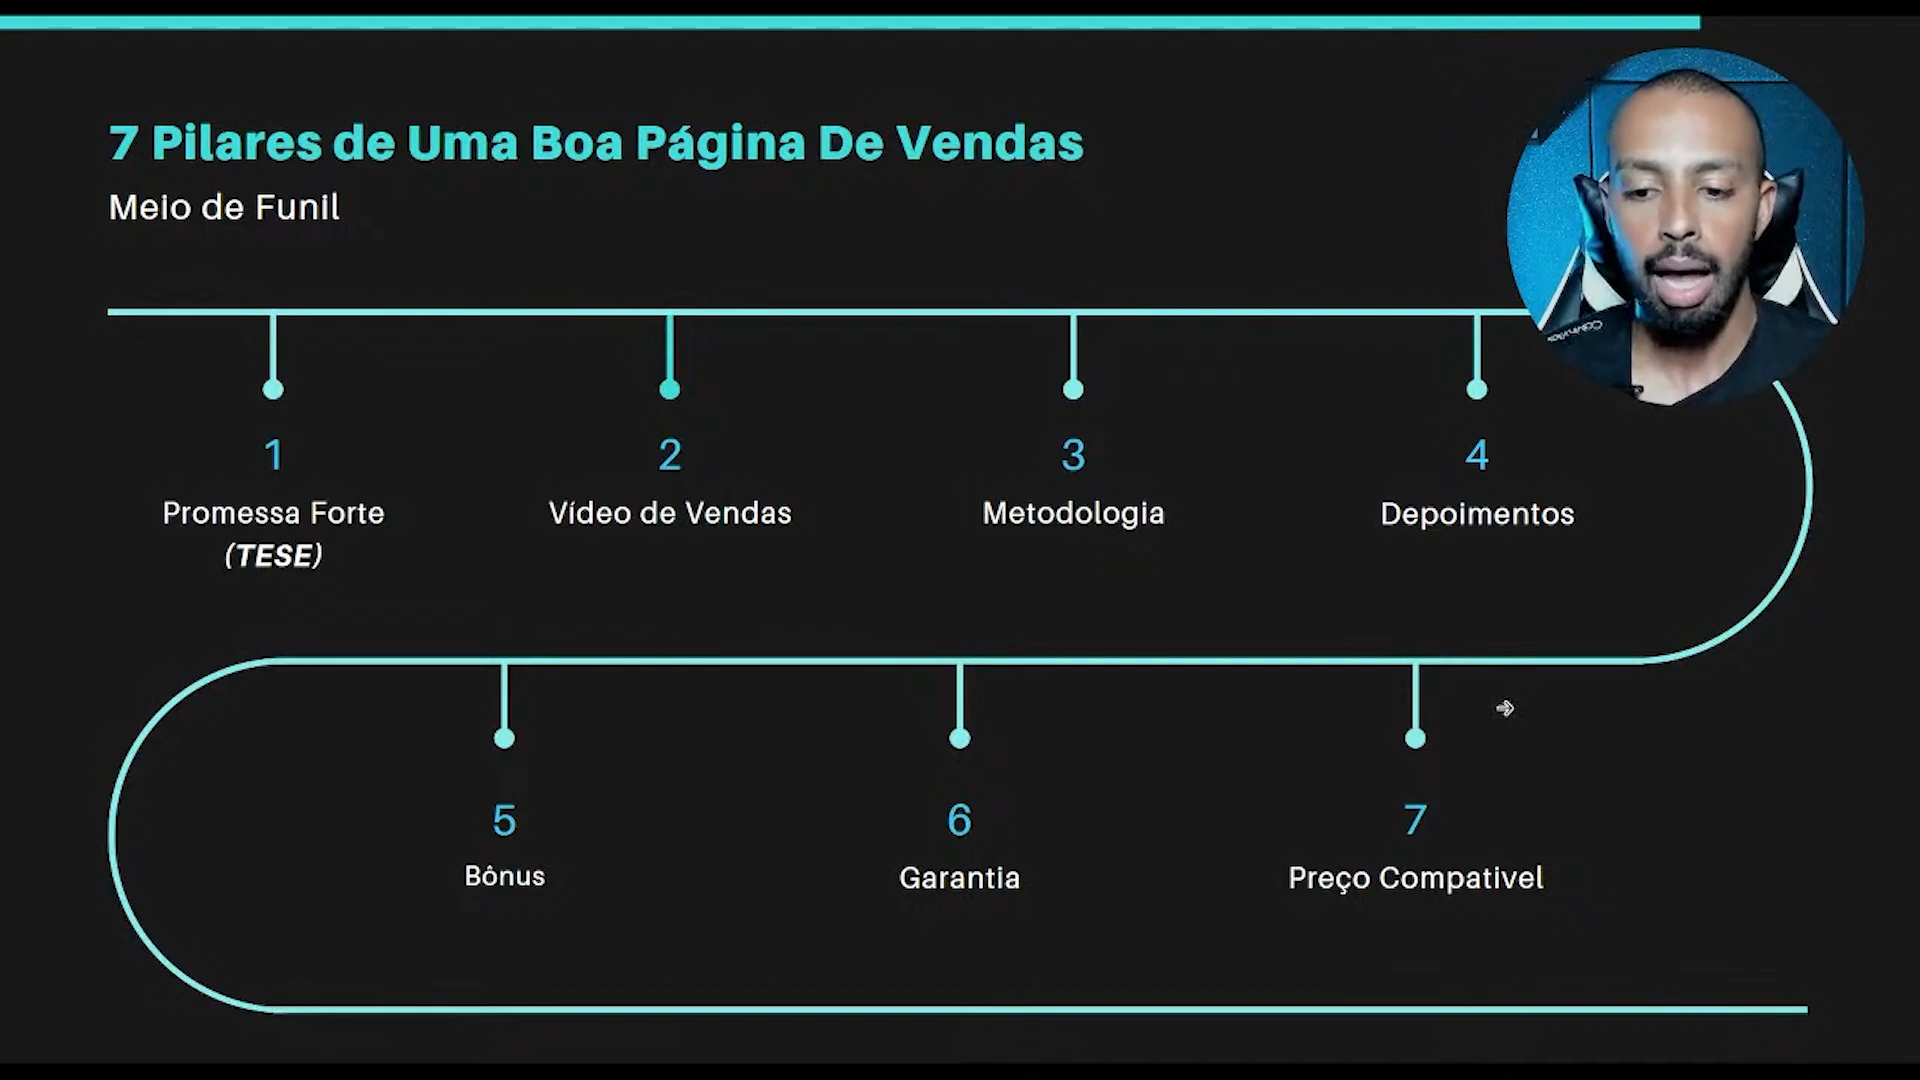 7 Pilares de Uma Boa Página De Vendas
Meio de Funil
1
Promessa Forte
(TESE)
2
Vídeo de Vendas
3
Metodologia
4
Depoimentos
5
Bônus
6
Garantia
7
Preço Compativel